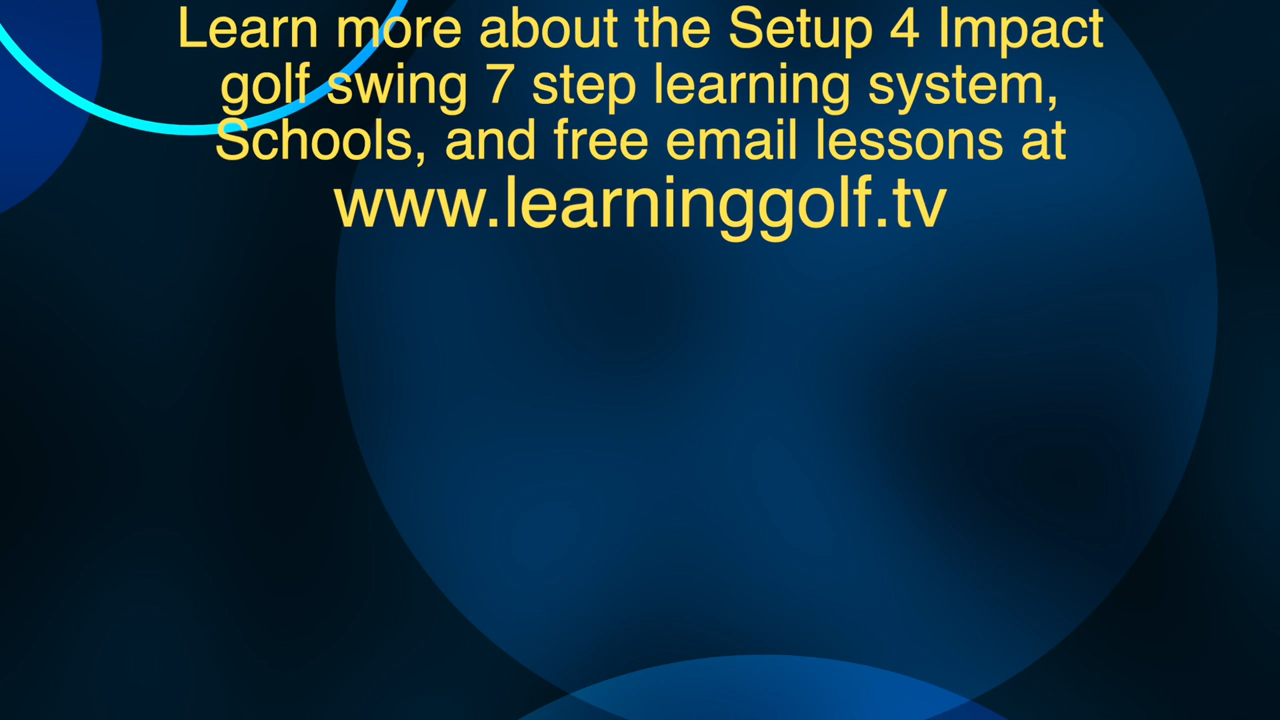 Learn more about the Setup 4 Impact
golf swing 7 step learning system,
Schools, and free email lessons at
www.learninggolf.tv